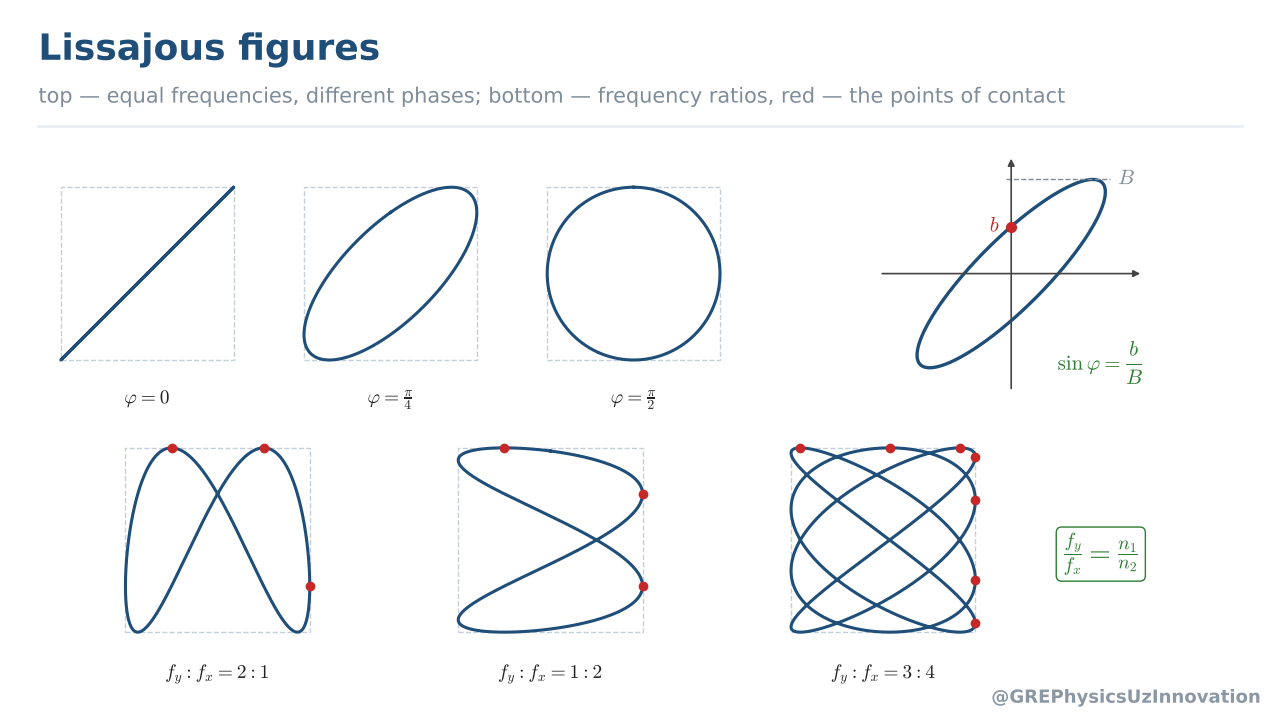 Lissajous figures
top — equal frequencies, different phases; bottom — frequency ratios, red — the points of contact
B
b
sin φ = b/B
φ = 0
φ = π/4
φ = π/2
f_y/f_x = n_1/n_2
f_y : f_x = 2 : 1
f_y : f_x = 1 : 2
f_y : f_x = 3 : 4
@GREPhysicsUzInnovation